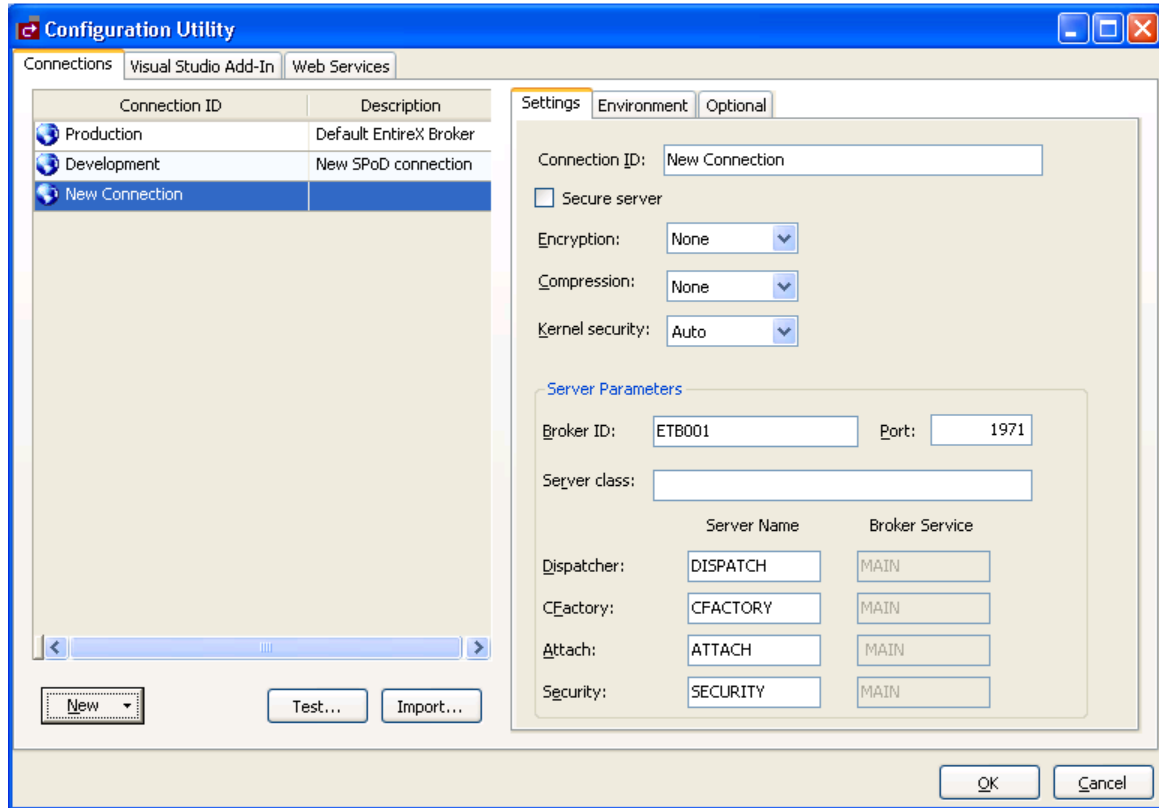 Configuration Utility
Connections Visual Studio Add-In Web Services
Connection ID Description
Production Default EntireX Broker
Development New SPoD connection
New Connection
New Test... Import...
Settings Environment Optional
Connection ID: New Connection
Secure server
Encryption: None
Compression: None
Kernel security: Auto
Server Parameters
Broker ID: ETB001 Port: 1971
Server class:
Server Name Broker Service
Dispatcher: DISPATCH MAIN
CFactory: CFACTORY MAIN
Attach: ATTACH MAIN
Security: SECURITY MAIN
OK Cancel